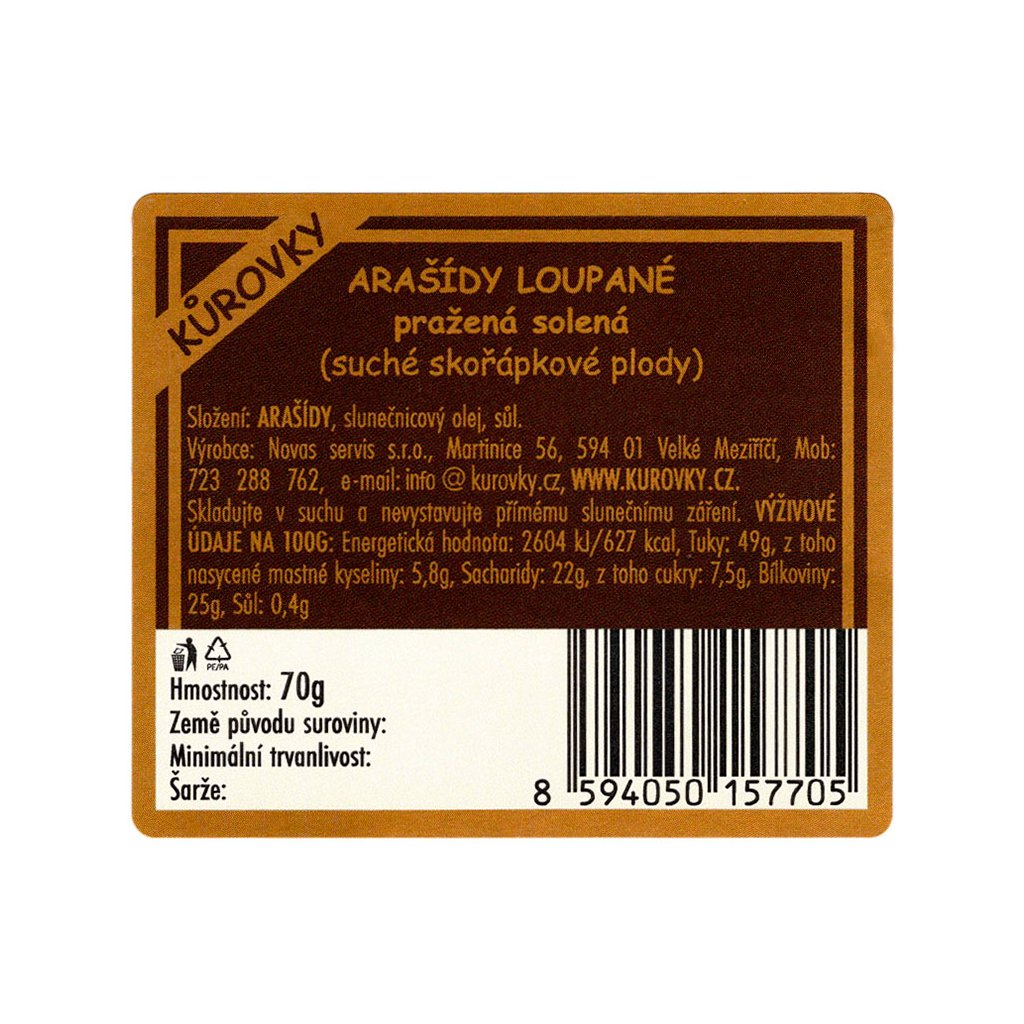 KŮROVKY
ARAŠÍDY LOUPANÉ
pražená solená
(suché skořápkové plody)
Složení: ARAŠÍDY, slunečnicový olej, sůl.
Výrobce: Novas servis s.r.o., Martinice 56, 594 01 Velké Meziříčí, Mob:
723 288 762, e-mail: info @ kurovky.cz, WWW.KUROVKY.CZ.
Skladujte v suchu a nevystavujte přímému slunečnímu záření. VÝŽIVOVÉ
ÚDAJE NA 100G: Energetická hodnota: 2604 kJ/627 kcal, Tuky: 49g, z toho
nasycené mastné kyseliny: 5,8g, Sacharidy: 22g, z toho cukry: 7,5g, Bílkoviny:
25g, Sůl: 0,4g
PE/PA
Hmostnost: 70g
Země původu suroviny:
Minimální trvanlivost:
Šarže:
8 594050 157705